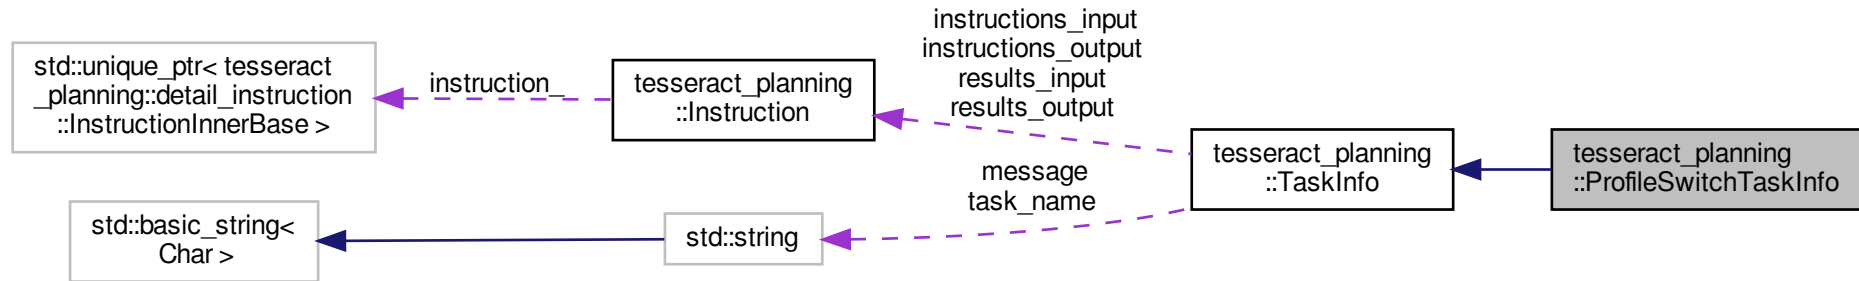 std::unique_ptr< tesseract
_planning::detail_instruction
::InstructionInnerBase >
instruction_
tesseract_planning
::Instruction
instructions_input
instructions_output
results_input
results_output
tesseract_planning
::TaskInfo
tesseract_planning
::ProfileSwitchTaskInfo
message
task_name
std::basic_string<
Char >
std::string